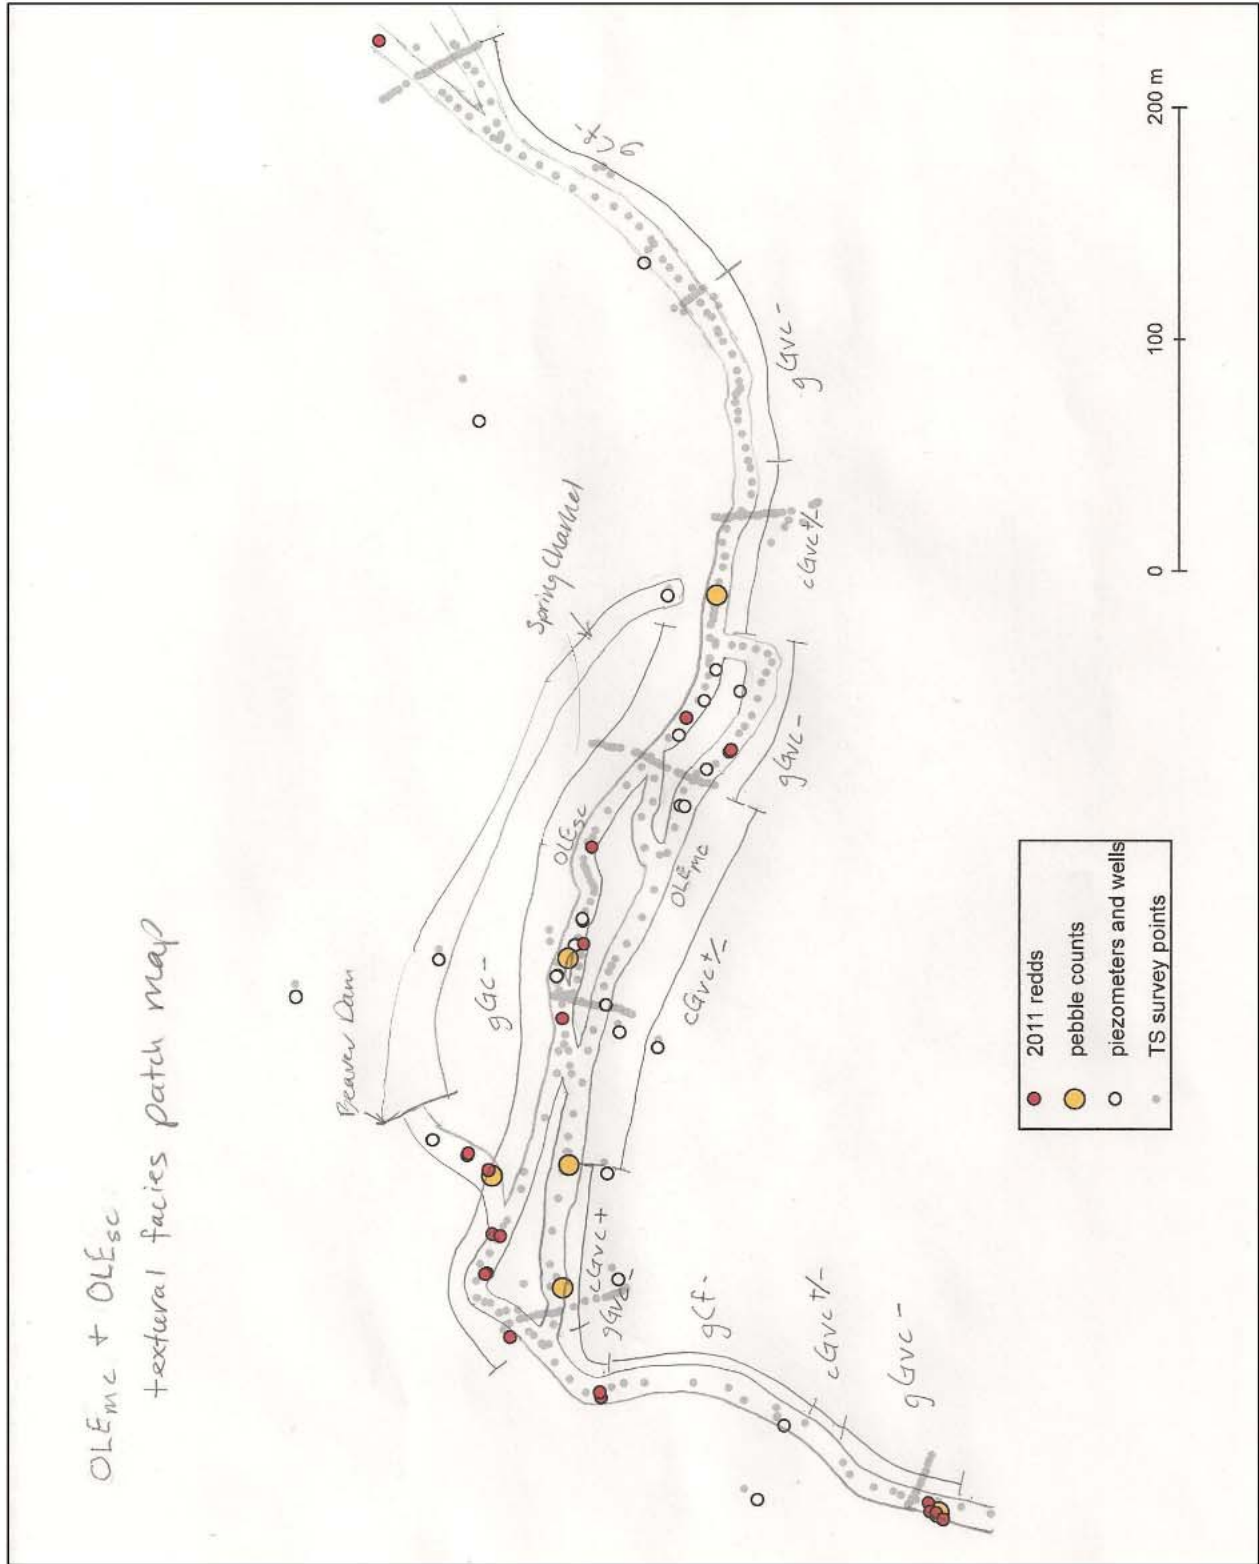 OLEmc + OLEsc
textural facies patch map
Beaver Dam
Spring Channel
gGc-
OLEsc
OLEmc
cGvc+/-
gGvc-
cGvc+/-
gGvc-
cGvc+
gGvc-
gCf-
cGvc+/-
gGvc-
2011 redds
pebble counts
piezometers and wells
TS survey points
0
100
200 m